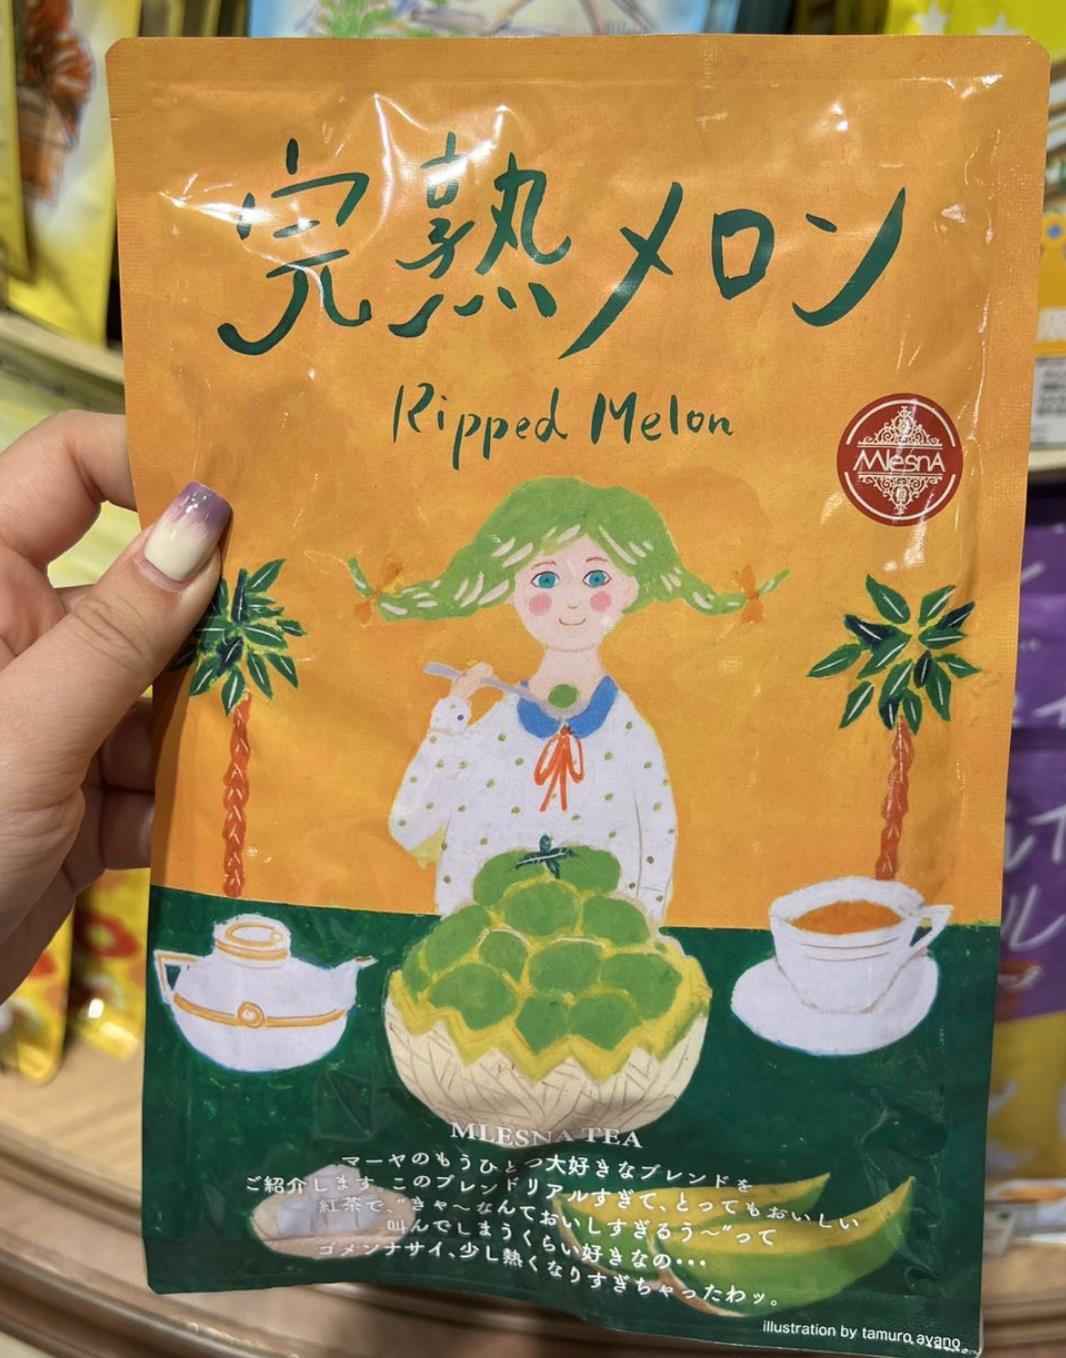 完熟メロン
Ripped Melon
MlesnA
MLESNA TEA
マーヤのもうひとつ大好きなブレンドを
ご紹介します。このブレンドリアルすぎて、とってもおいしい
紅茶で、“きゃ〜なんておいしすぎるう〜”って
叫んでしまうくらい好きなの・・・
ゴメンナサイ、少し熱くなりすぎちゃったわッ。
illustration by tamuro ayano